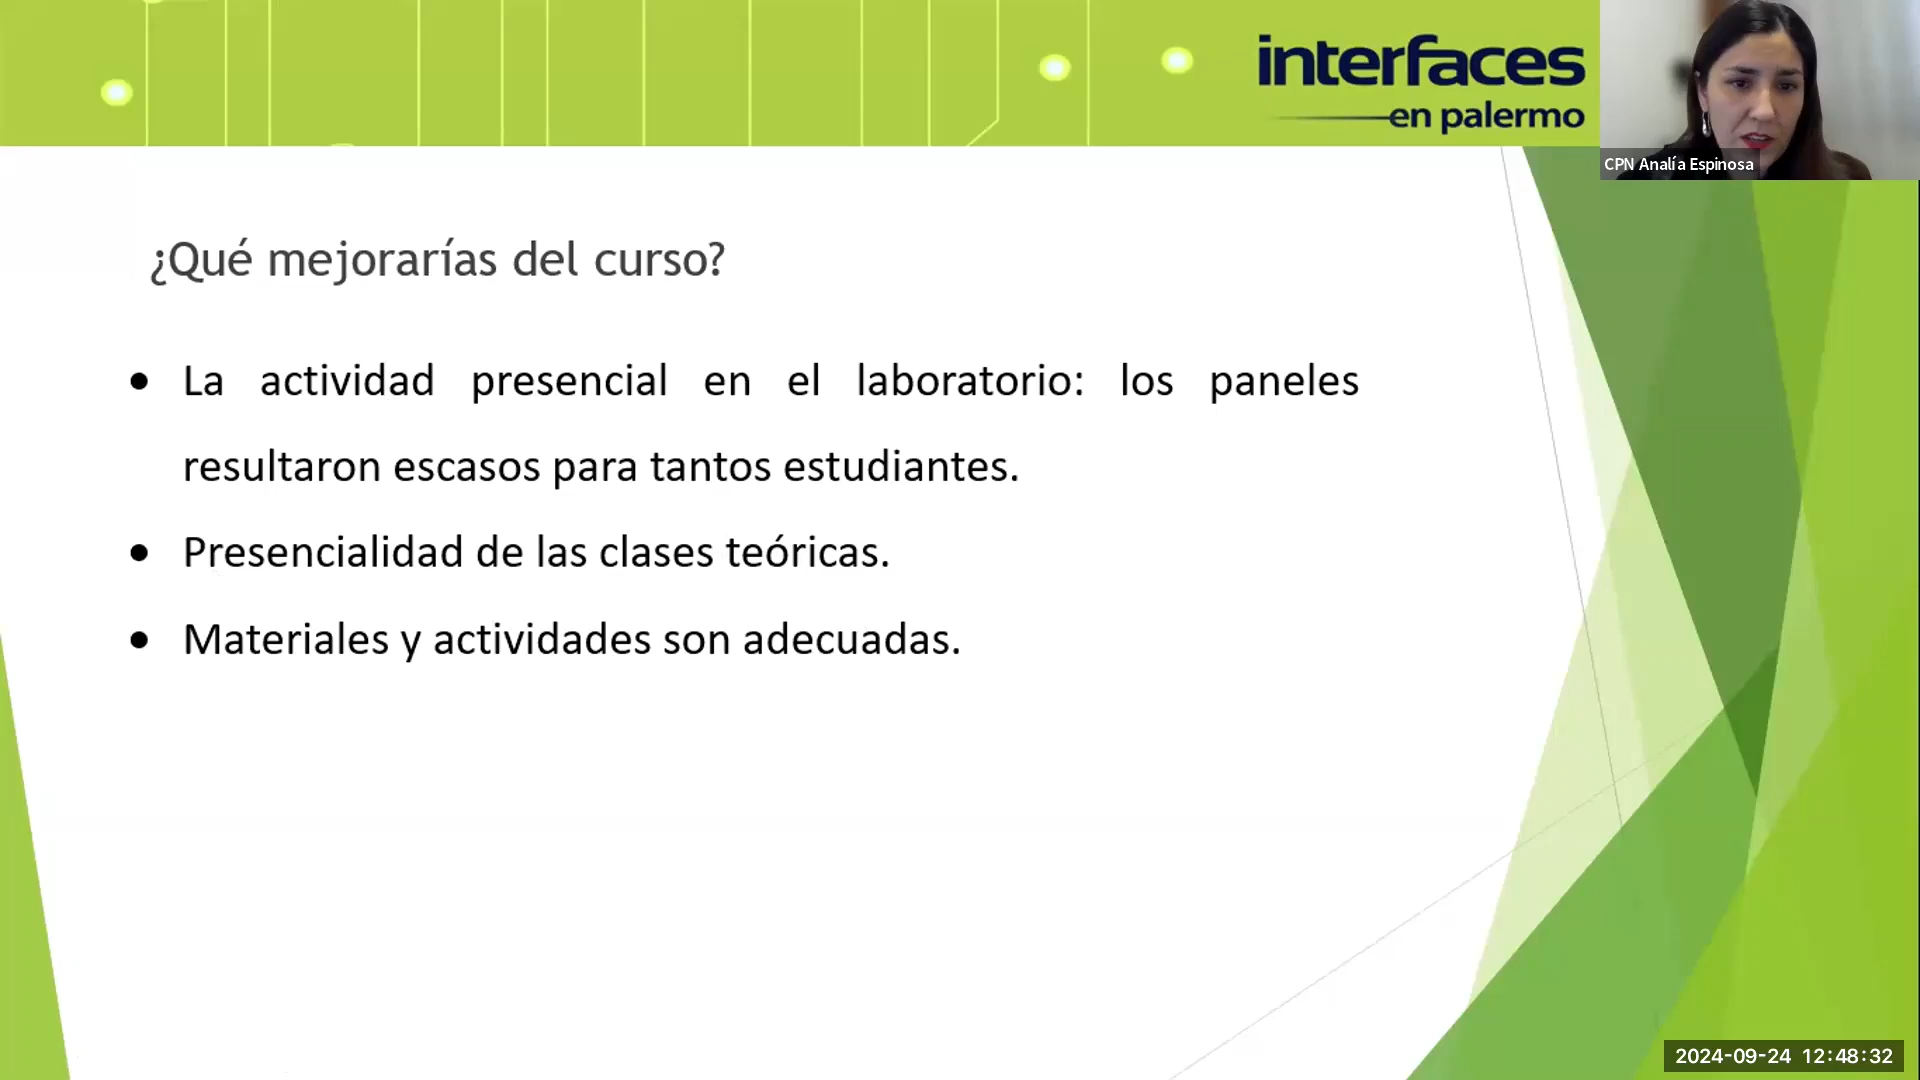 interfaces
en palermo
CPN Analía Espinosa
¿Qué mejorarías del curso?
• La actividad presencial en el laboratorio: los paneles
resultaron escasos para tantos estudiantes.
• Presencialidad de las clases teóricas.
• Materiales y actividades son adecuadas.
2024-09-24 12:48:32